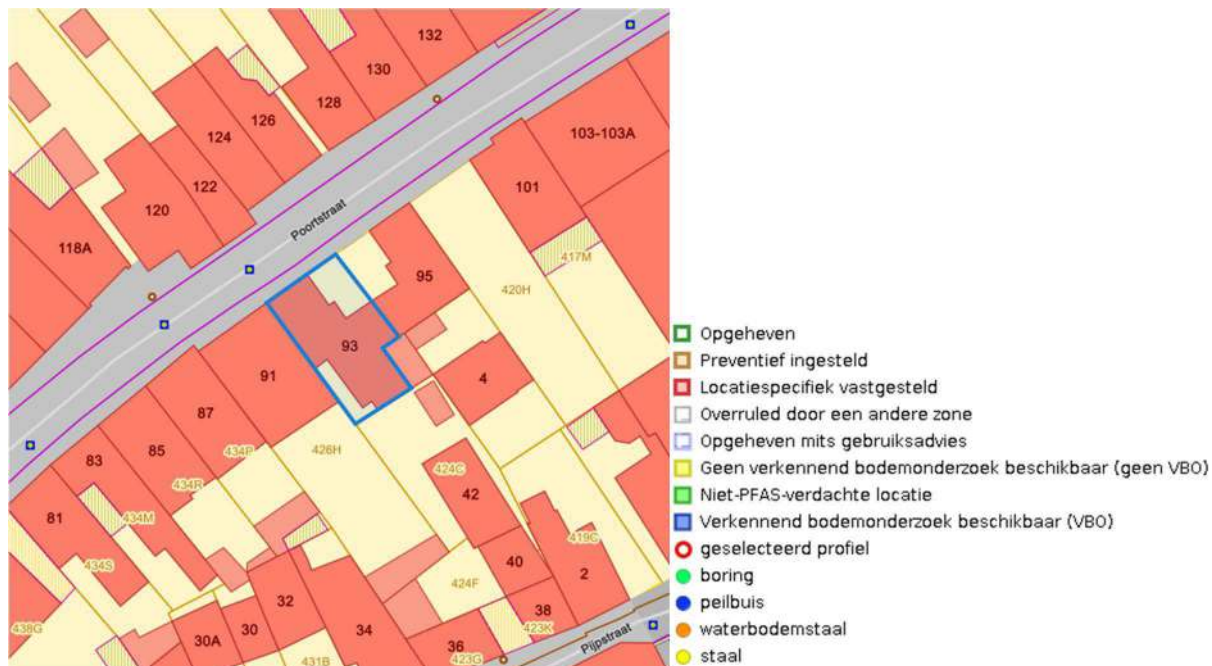 132
130
128
126
124
122
120
118A
103-103A
101
Poortstraat
417M
95
420H
93
91
4
87
85
434P
426H
83
434R
424C
42
81
434M
419C
434S
40
2
32
424F
438G
30
38
30A
34
36
423K
Pijpstraat
431B
423G
Opgeheven
Preventief ingesteld
Locatiespecifiek vastgesteld
Overruled door een andere zone
Opgeheven mits gebruiksadvies
Geen verkennend bodemonderzoek beschikbaar (geen VBO)
Niet-PFAS-verdachte locatie
Verkennend bodemonderzoek beschikbaar (VBO)
geselecteerd profiel
boring
peilbuis
waterbodemstaal
staal